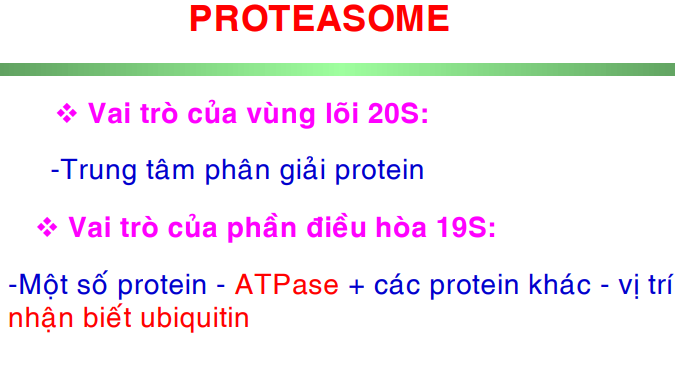 PROTEASOME
❖ Vai trò của vùng lõi 20S:
-Trung tâm phân giải protein
❖ Vai trò của phần điều hòa 19S:
-Một số protein - ATPase + các protein khác - vị trí
nhận biết ubiquitin